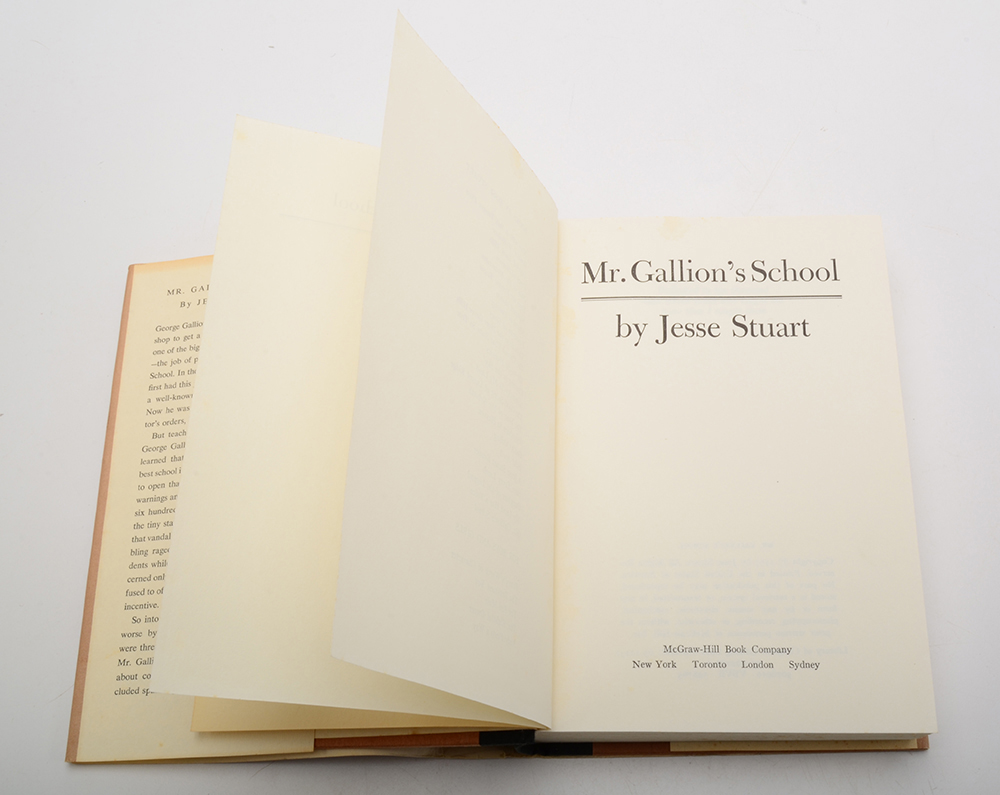 MR. GAL
By JE
George Gallio
shop to get a
one of the big
—the job of p
School. In the
first had this
a well-known
Now he was
tor's orders,
But teach
George Gall
learned that
best school i
to open tha
warnings an
six hundred
the tiny sta
that vandal
bling rage
dents whil
cerned onl
fused to of
incentive.
So into
worse by
were thre
Mr. Galli
about co
cluded sp
hool
Mr. Gallion's School
by Jesse Stuart
McGraw-Hill Book Company
New York Toronto London Sydney